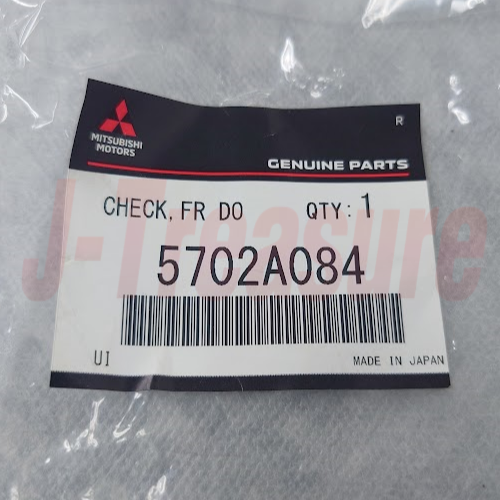 R
MITSUBISHI
MOTORS
GENUINE PARTS
CHECK, FR DO QTY: 1
5702A084
J-Treasure
UI
MADE IN JAPAN